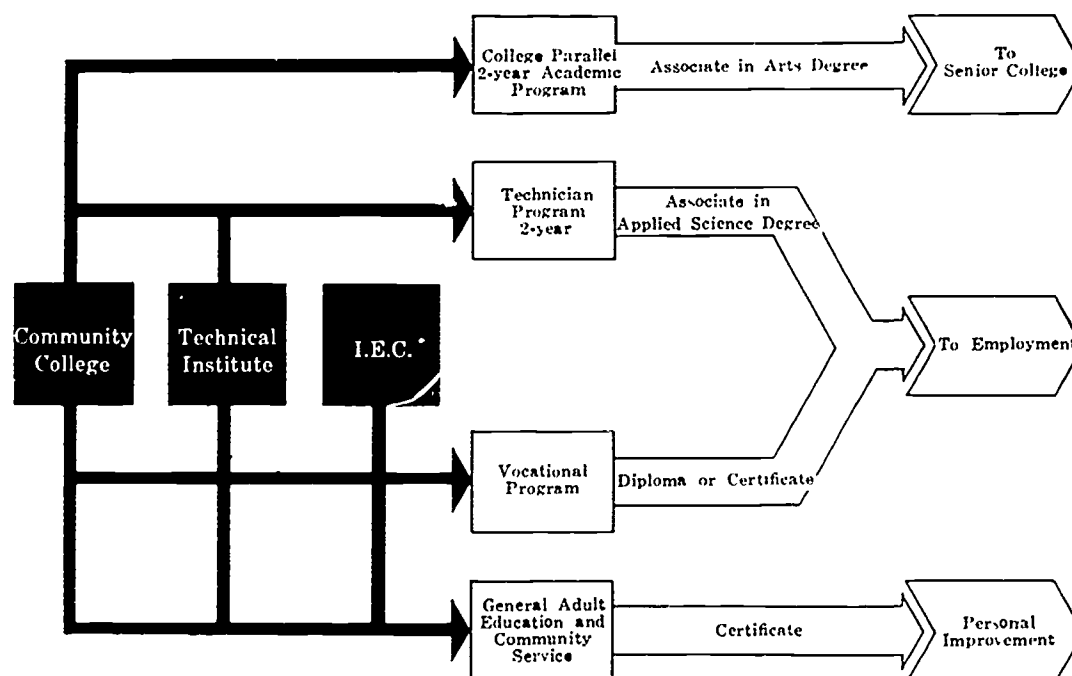 College Parallel
2-year Academic
Program
Associate in Arts Degree
To
Senior College
Technician
Program
2-year
Associate in
Applied Science Degree
Community
College
Technical
Institute
I.E.C.
To Employment
Vocational
Program
Diploma or Certificate
General Adult
Education and
Community
Service
Certificate
Personal
Improvement